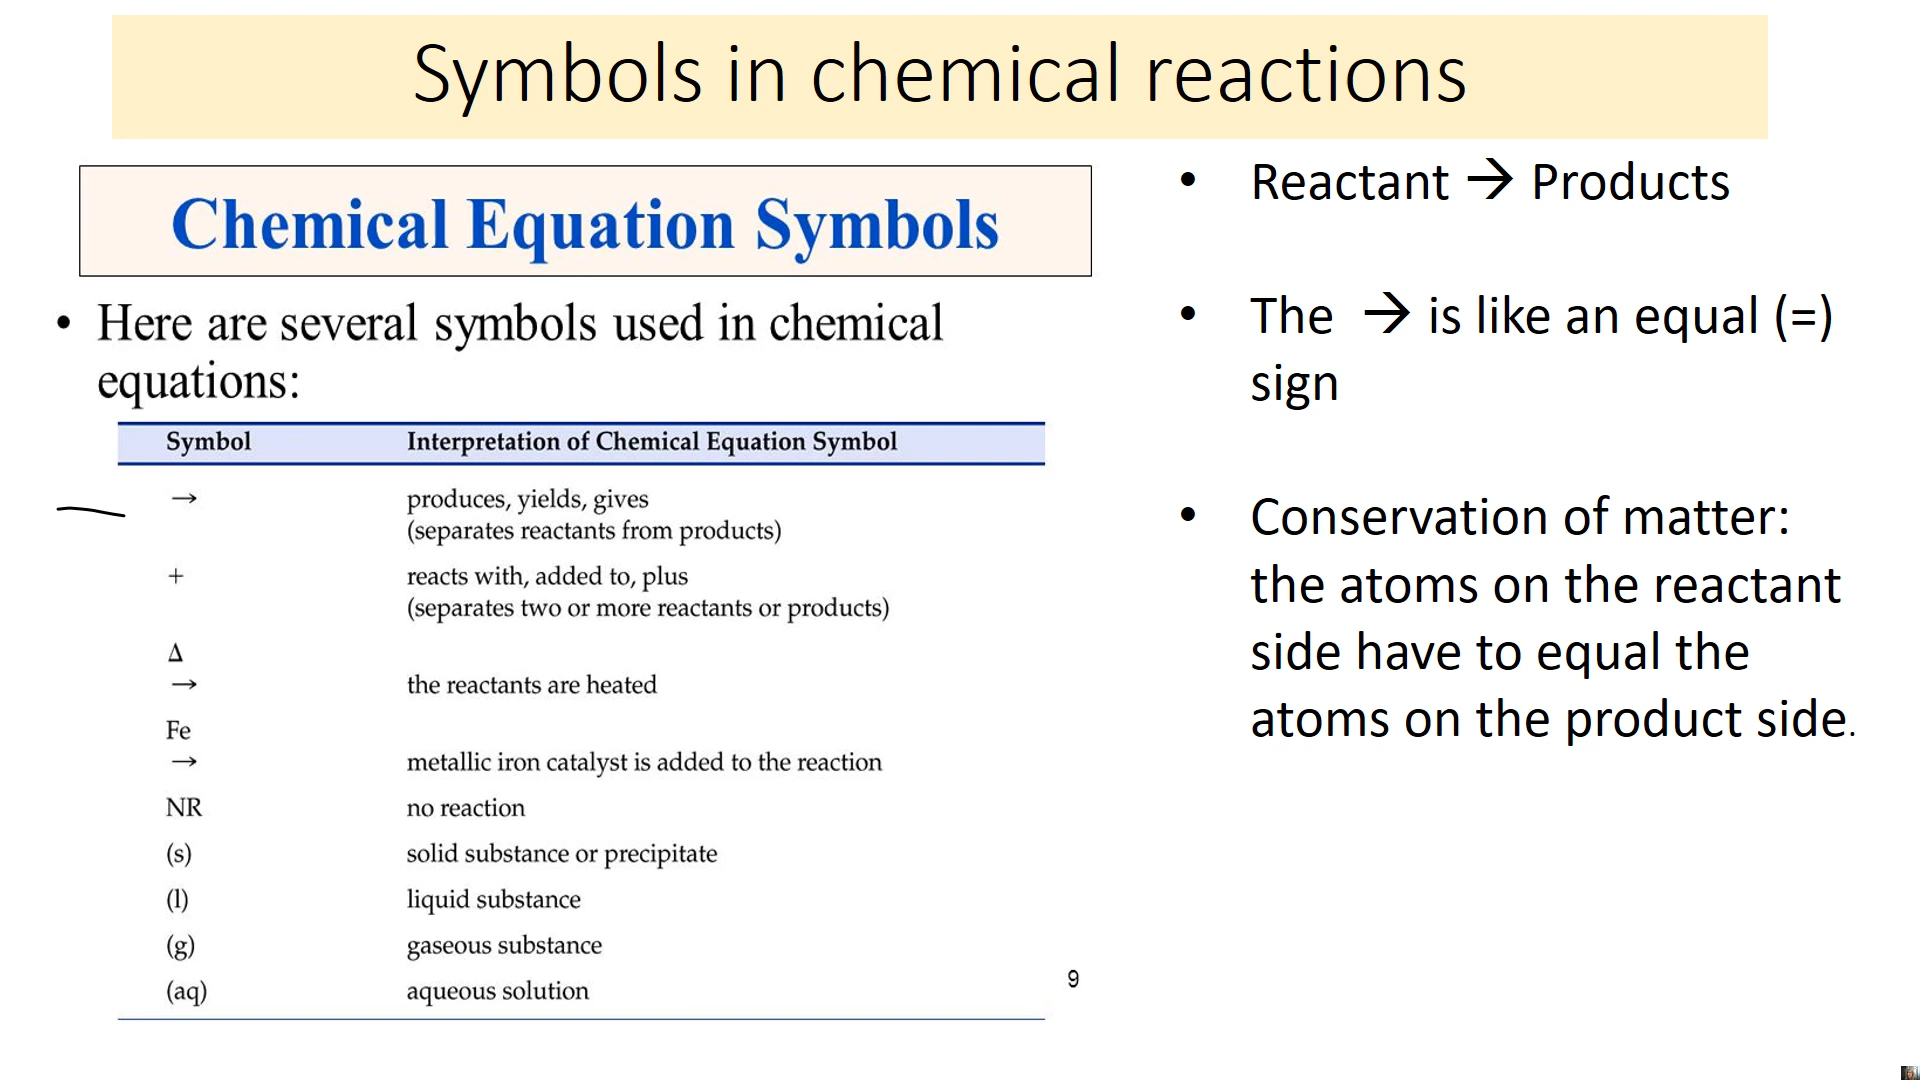 Symbols in chemical reactions
Chemical Equation Symbols
• Here are several symbols used in chemical
equations:
Symbol Interpretation of Chemical Equation Symbol
→ produces, yields, gives
(separates reactants from products)
+ reacts with, added to, plus
(separates two or more reactants or products)
Δ
→ the reactants are heated
Fe
→ metallic iron catalyst is added to the reaction
NR no reaction
(s) solid substance or precipitate
(l) liquid substance
(g) gaseous substance
(aq) aqueous solution
9
• Reactant → Products
• The → is like an equal (=)
sign
• Conservation of matter:
the atoms on the reactant
side have to equal the
atoms on the product side.